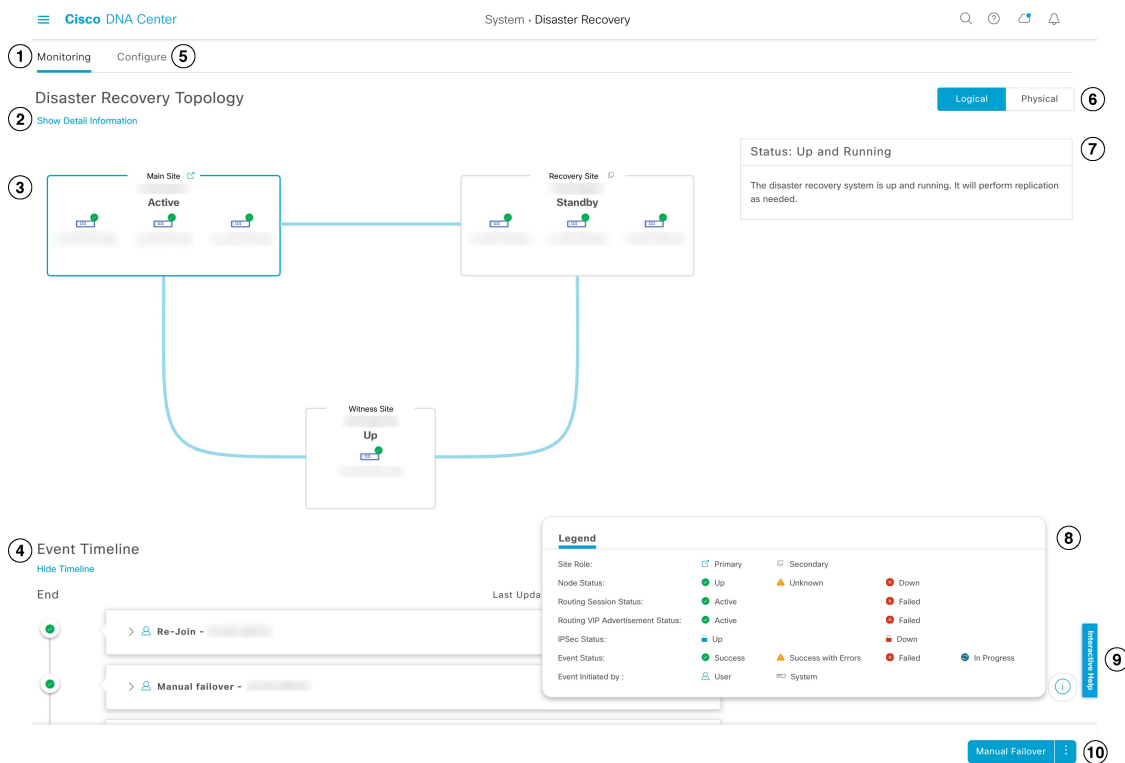 Cisco DNA Center
System • Disaster Recovery
1 Monitoring Configure 5
Disaster Recovery Topology
Logical Physical 6
2 Show Detail Information
Status: Up and Running 7
The disaster recovery system is up and running. It will perform replication
as needed.
3
Main Site
Active
Recovery Site
Standby
Witness Site
Up
4 Event Timeline
Hide Timeline
End
Re-Join -
Manual failover -
Legend 8
Site Role: Primary Secondary
Node Status: Up Unknown Down
Routing Session Status: Active Failed
Routing VIP Advertisement Status: Active Failed
IPSec Status: Up Down
Event Status: Success Success with Errors Failed In Progress
Event Initiated by : User System
Interactive Help 9
Manual Failover 10